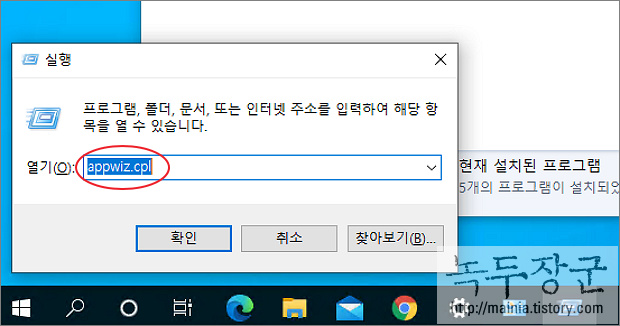 실행
프로그램, 폴더, 문서, 또는 인터넷 주소를 입력하여 해당 항
목을 열 수 있습니다.
열기(O): appwiz.cpl
확인 취소 찾아보기(B)...
현재 설치된 프로그램
5개의 프로그램이 설치되었
녹두장군
http://mainia.tistory.com